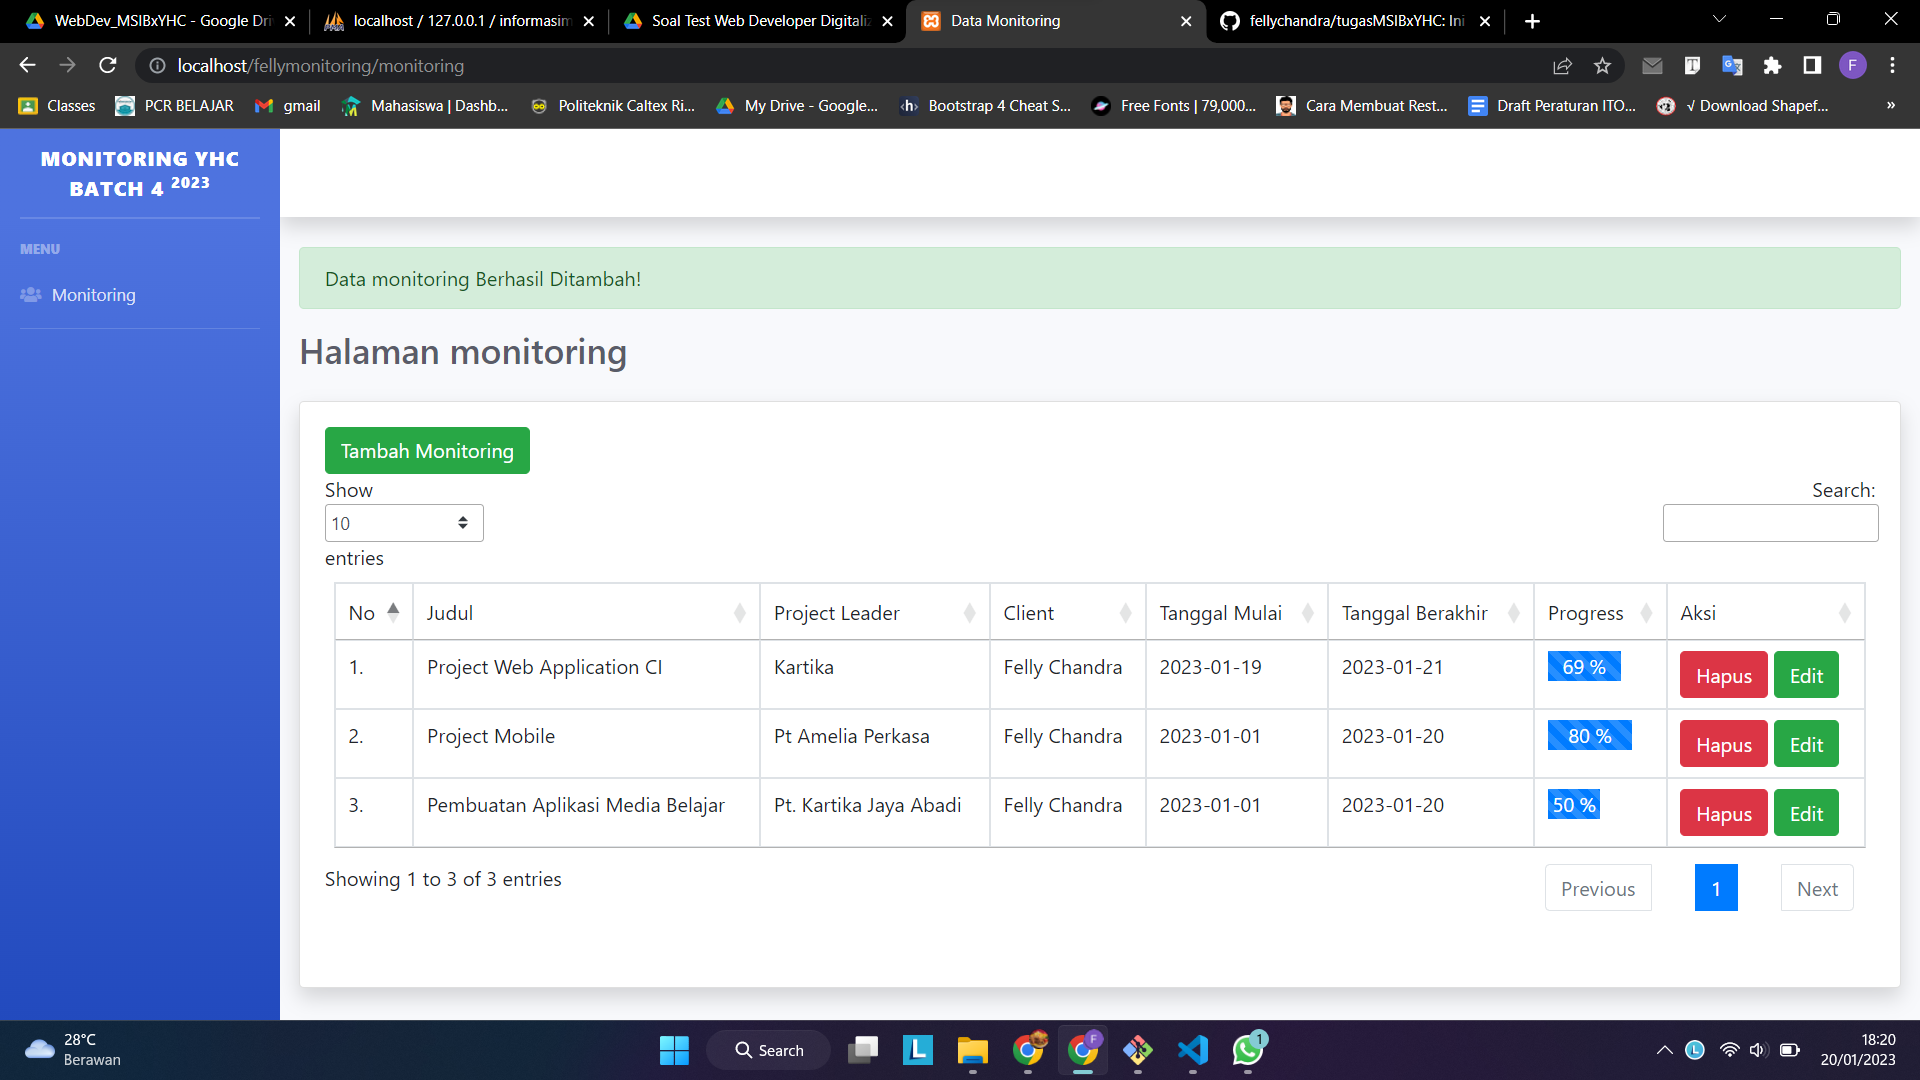 WebDev_MSIBxYHC - Google Dri
localhost / 127.0.0.1 / informasim
Soal Test Web Developer Digitaliz
Data Monitoring
fellychandra/tugasMSIBxYHC: Ini
localhost/fellymonitoring/monitoring
F
Classes
PCR BELAJAR
gmail
Mahasiswa | Dashb...
Politeknik Caltex Ri...
My Drive - Google...
Bootstrap 4 Cheat S...
Free Fonts | 79,000...
Cara Membuat Rest...
Draft Peraturan ITO...
√ Download Shapef...
»
MONITORING YHC
BATCH 4 2023
MENU
Monitoring
Data monitoring Berhasil Ditambah!
Halaman monitoring
Tambah Monitoring
Show
10
entries
Search:
No Judul Project Leader Client Tanggal Mulai Tanggal Berakhir Progress Aksi
1. Project Web Application CI Kartika Felly Chandra 2023-01-19 2023-01-21 69 % Hapus Edit
2. Project Mobile Pt Amelia Perkasa Felly Chandra 2023-01-01 2023-01-20 80 % Hapus Edit
3. Pembuatan Aplikasi Media Belajar Pt. Kartika Jaya Abadi Felly Chandra 2023-01-01 2023-01-20 50 % Hapus Edit
Showing 1 to 3 of 3 entries
Previous 1 Next
28°C
Berawan
Search
L
F
1
L
18:20
20/01/2023